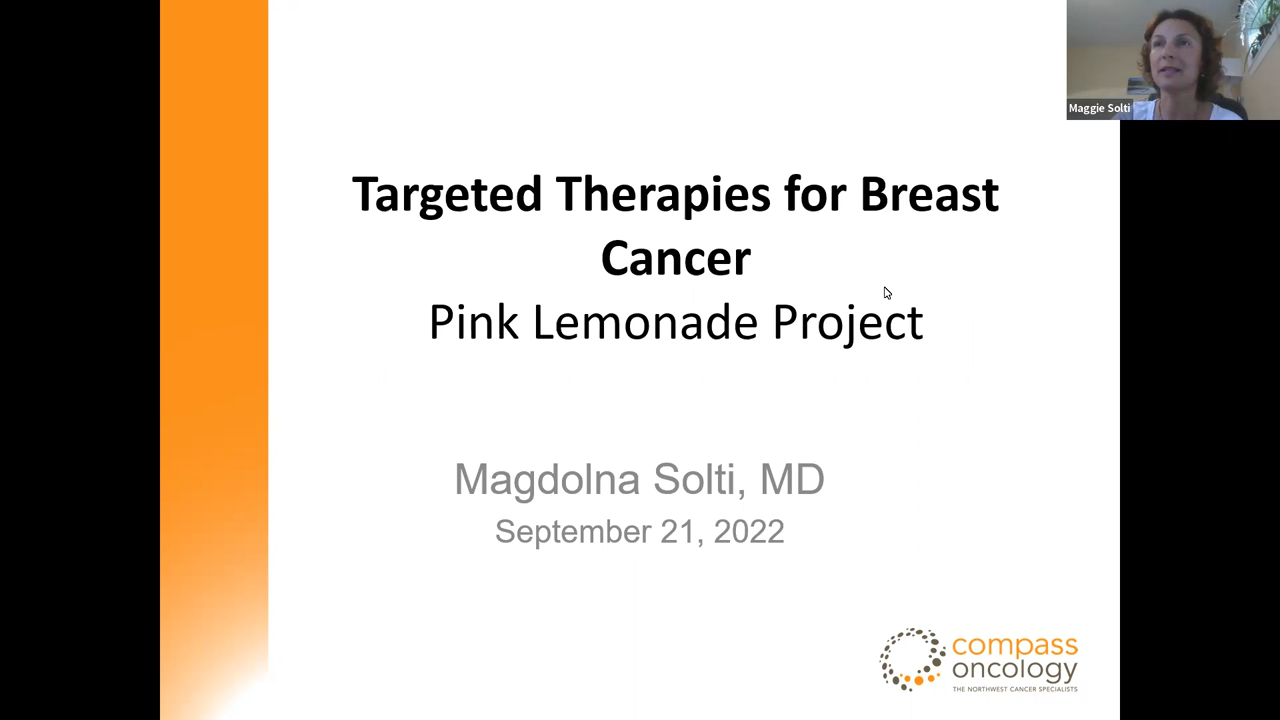 Maggie Solti
Targeted Therapies for Breast
Cancer
Pink Lemonade Project
Magdolna Solti, MD
September 21, 2022
compass
oncology
THE NORTHWEST CANCER SPECIALISTS